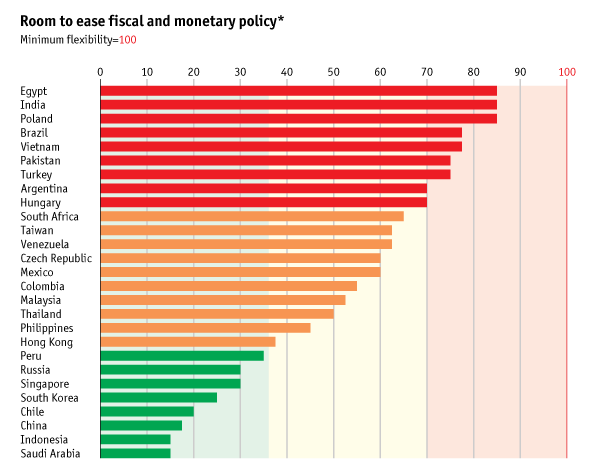 Room to ease fiscal and monetary policy*
Minimum flexibility=100
0 10 20 30 40 50 60 70 80 90 100
Egypt
India
Poland
Brazil
Vietnam
Pakistan
Turkey
Argentina
Hungary
South Africa
Taiwan
Venezuela
Czech Republic
Mexico
Colombia
Malaysia
Thailand
Philippines
Hong Kong
Peru
Russia
Singapore
South Korea
Chile
China
Indonesia
Saudi Arabia